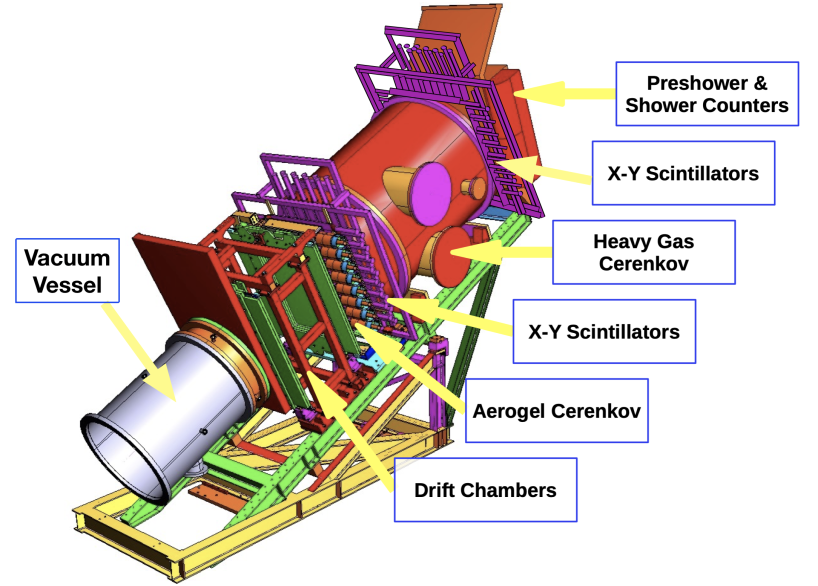 Preshower &
Shower Counters
X-Y Scintillators
Heavy Gas
Cerenkov
Vacuum
Vessel
X-Y Scintillators
Aerogel Cerenkov
Drift Chambers